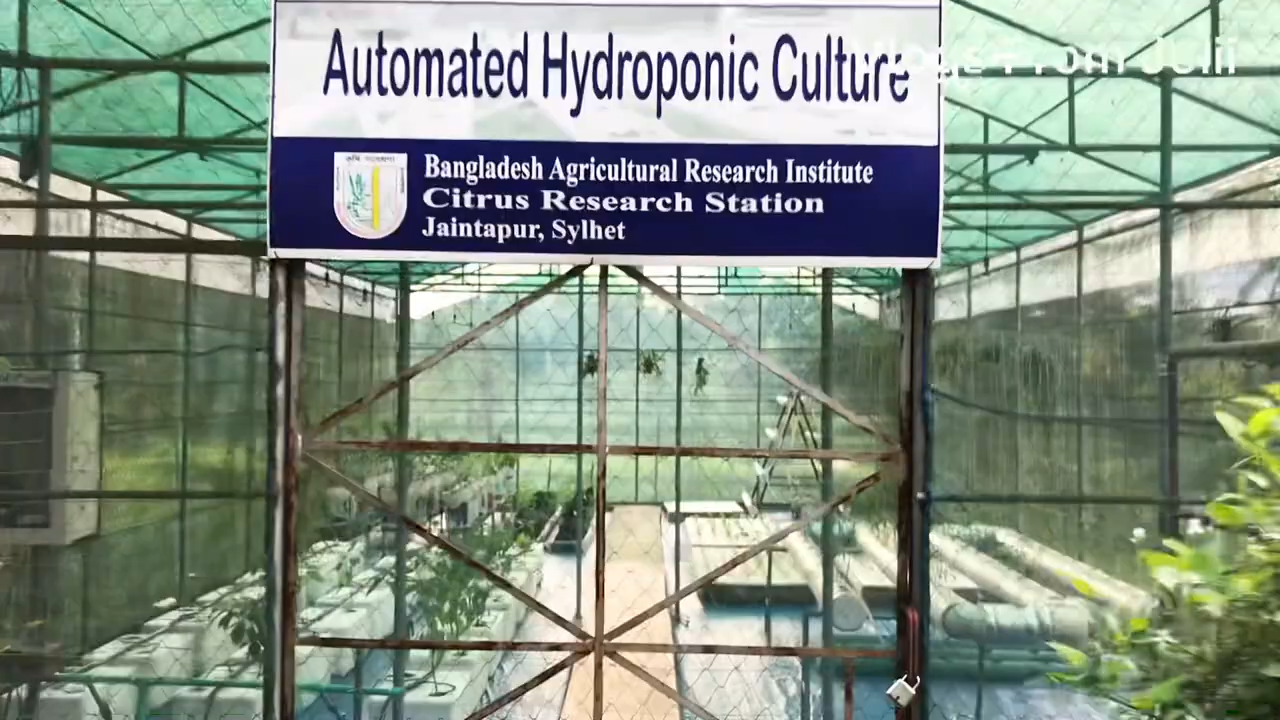 Automated Hydroponic Culture
Bangladesh Agricultural Research Institute
Citrus Research Station
Jaintapur, Sylhet